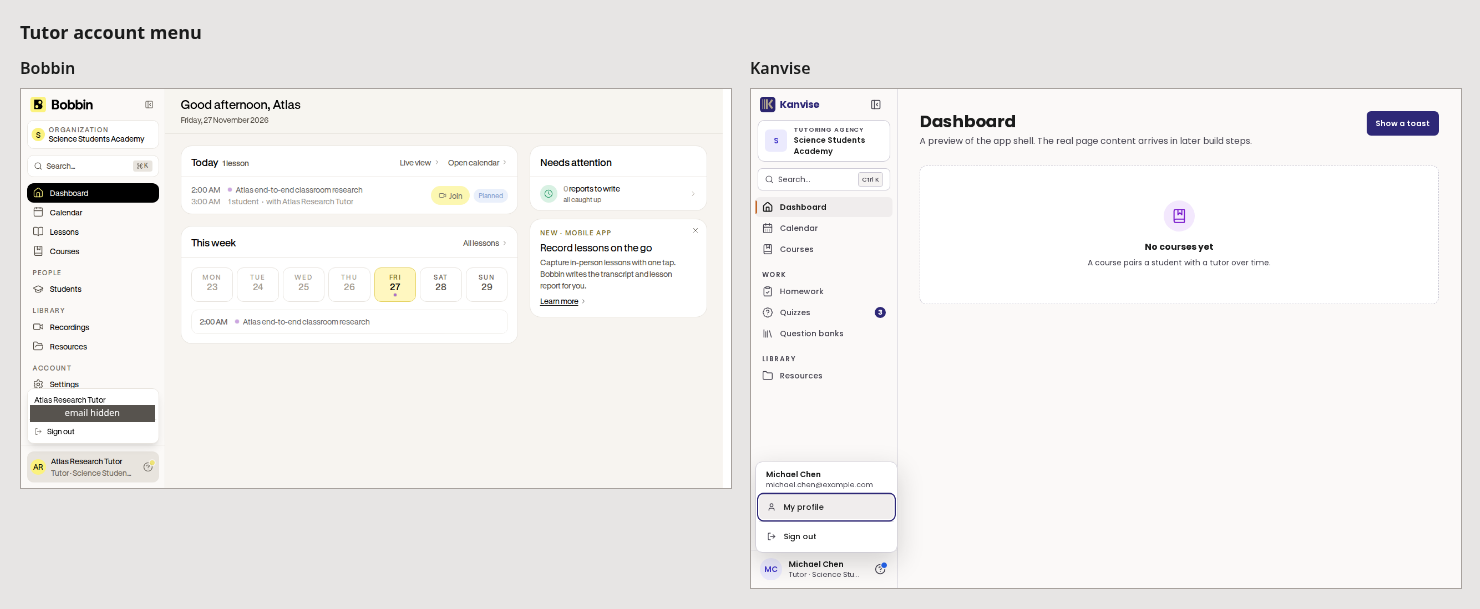 Tutor account menu
Bobbin
Bobbin
ORGANIZATION
S
Science Students Academy
Search...
⌘K
Dashboard
Calendar
Lessons
Courses
PEOPLE
Students
LIBRARY
Recordings
Resources
ACCOUNT
Settings
Atlas Research Tutor
email hidden
Sign out
AR
Atlas Research Tutor
Tutor · Science Studen...
Good afternoon, Atlas
Friday, 27 November 2026
Today 1 lesson
Live view
Open calendar
2:00 AM Atlas end-to-end classroom research
3:00 AM 1 student · with Atlas Research Tutor
Join
Planned
This week
All lessons
MON TUE WED THU FRI SAT SUN
23 24 25 26 27 28 29
2:00 AM Atlas end-to-end classroom research
Needs attention
0 reports to write
all caught up
NEW · MOBILE APP
Record lessons on the go
Capture in-person lessons with one tap.
Bobbin writes the transcript and lesson
report for you.
Learn more
Kanvise
Kanvise
TUTORING AGENCY
S
Science Students
Academy
Search...
Ctrl K
Dashboard
Calendar
Courses
WORK
Homework
Quizzes 3
Question banks
LIBRARY
Resources
Michael Chen
michael.chen@example.com
My profile
Sign out
MC
Michael Chen
Tutor · Science Stu...
Dashboard
A preview of the app shell. The real page content arrives in later build steps.
Show a toast
No courses yet
A course pairs a student with a tutor over time.